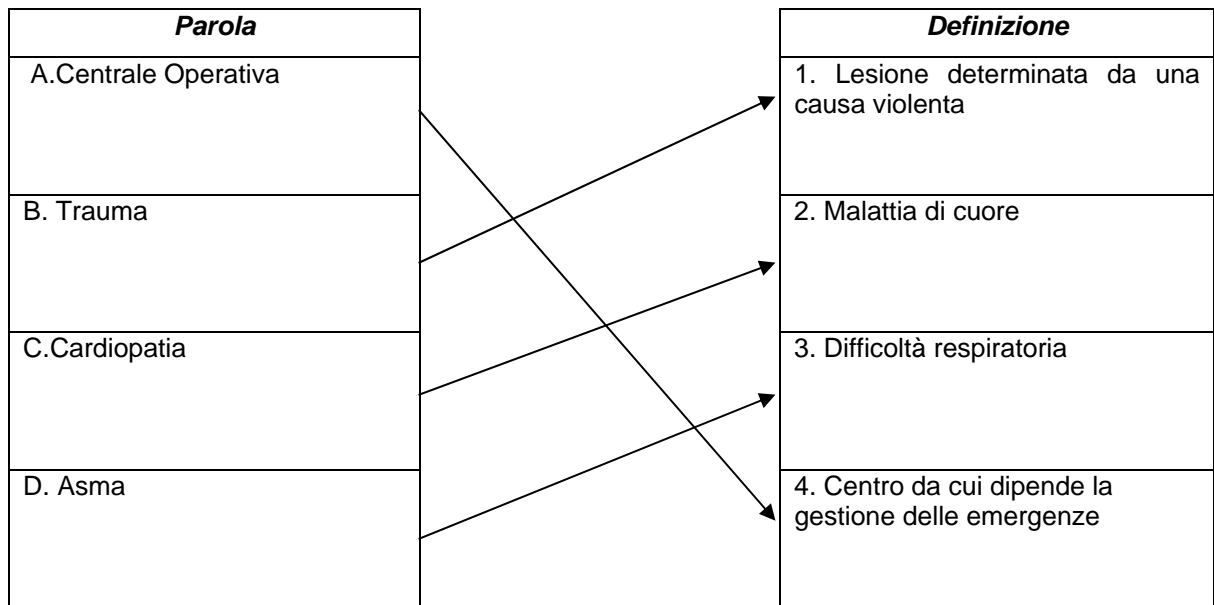 Parola
A.Centrale Operativa
B. Trauma
C.Cardiopatia
D. Asma
Definizione
1. Lesione determinata da una
causa violenta
2. Malattia di cuore
3. Difficoltà respiratoria
4. Centro da cui dipende la
gestione delle emergenze